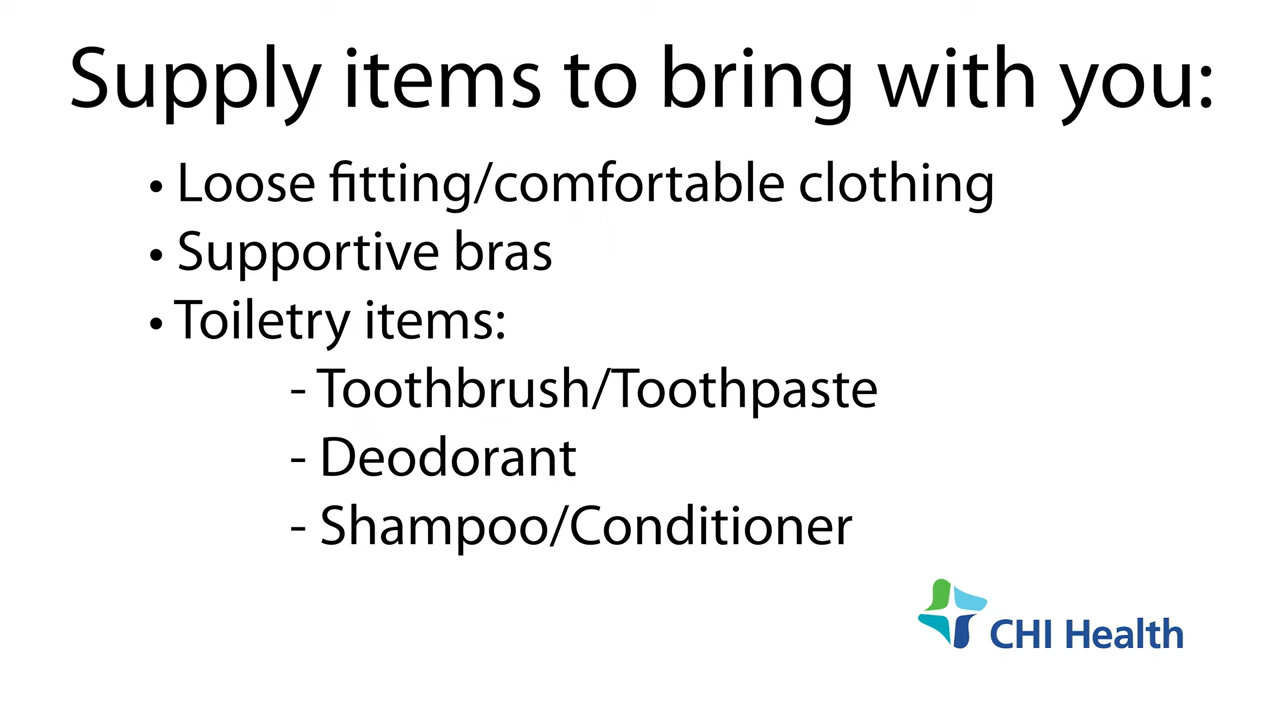 Supply items to bring with you:
• Loose fitting/comfortable clothing
• Supportive bras
• Toiletry items:
- Toothbrush/Toothpaste
- Deodorant
- Shampoo/Conditioner
CHI Health